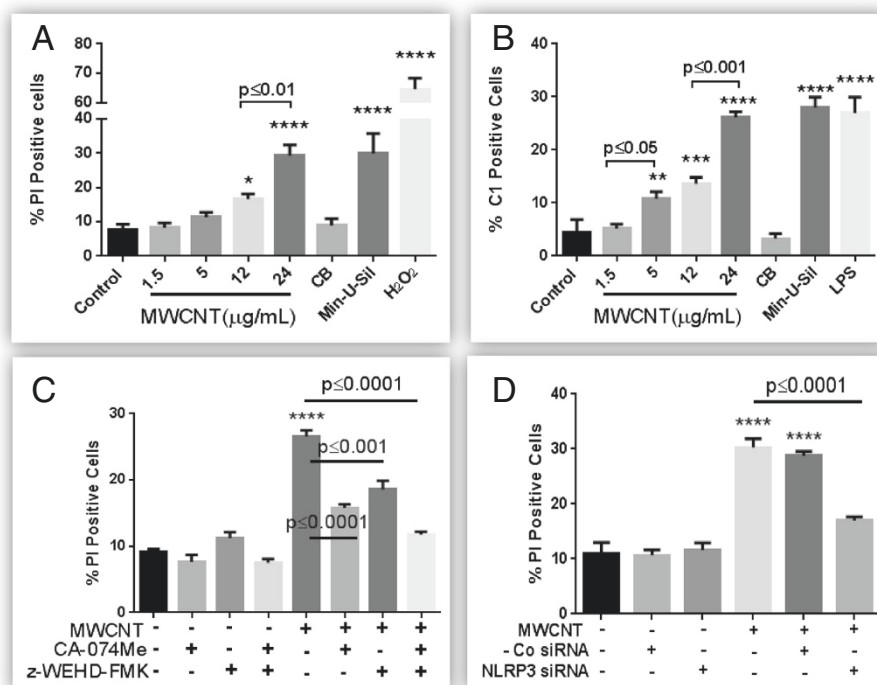 A
B
% PI Positive cells
80
70
60
40
30
20
10
0
****
p≤0.01
****
****
*
Control
1.5
5
12
24
CB
Min-U-Sil
H2O2
MWCNT(μg/mL)
% C1 Positive Cells
40
30
20
10
0
p≤0.001
****
****
****
p≤0.05
***
**
Control
1.5
5
12
24
CB
Min-U-Sil
LPS
MWCNT(μg/mL)
C
% PI Positive Cells
30
20
10
0
p≤0.0001
****
p≤0.001
p≤0.0001
MWCNT - - - - + + + +
CA-074Me - + - + - + - +
z-WEHD-FMK - - + + - - + +
D
% PI Positive Cells
40
30
20
10
0
p≤0.0001
****
****
MWCNT - - - + + +
- Co siRNA - + - - + -
NLRP3 siRNA - - + - - +